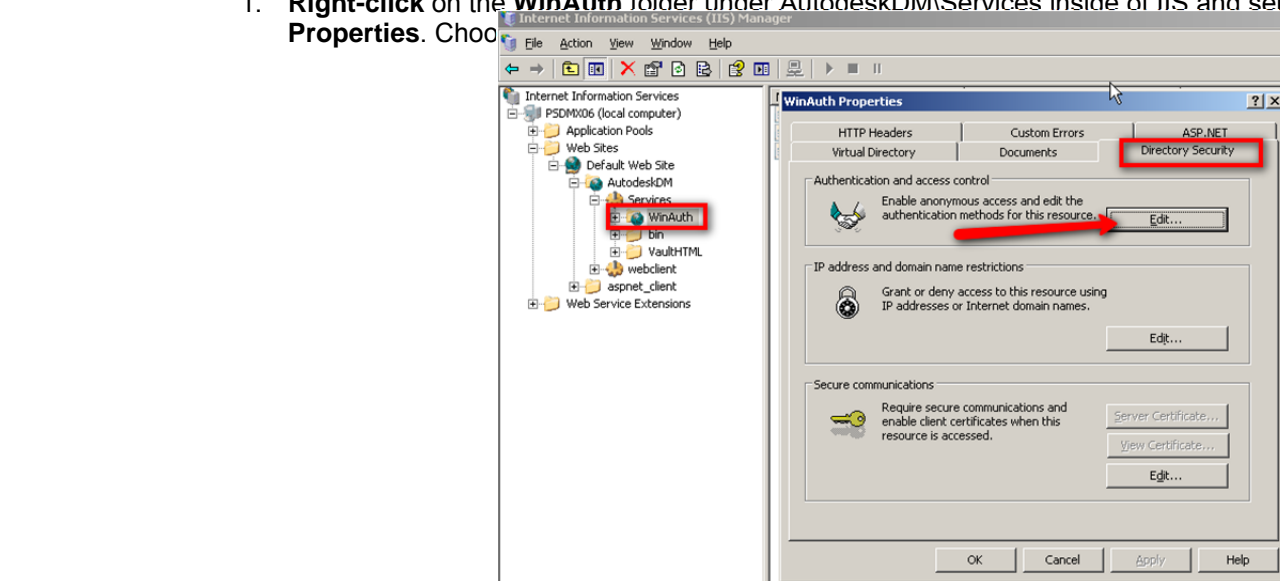 1. Right-click on the WinAuth folder under AutodeskDM\Services inside of IIS and se
Properties. Choo
Internet Information Services (IIS) Manager
File Action View Window Help
Internet Information Services
PSDMX06 (local computer)
Application Pools
Web Sites
Default Web Site
AutodeskDM
Services
WinAuth
bin
VaultHTML
webclient
aspnet_client
Web Service Extensions
WinAuth Properties
HTTP Headers Custom Errors ASP.NET
Virtual Directory Documents Directory Security
Authentication and access control
Enable anonymous access and edit the
authentication methods for this resource.
Edit...
IP address and domain name restrictions
Grant or deny access to this resource using
IP addresses or Internet domain names.
Edit...
Secure communications
Require secure communications and
enable client certificates when this
resource is accessed.
Server Certificate...
View Certificate...
Edit...
OK Cancel Apply Help